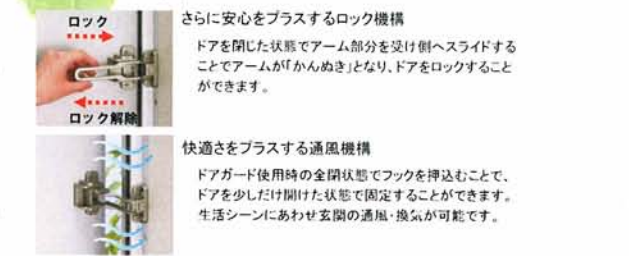 ロック
ロック解除
さらに安心をプラスするロック機構
ドアを閉じた状態でアーム部分を受け側へスライドする
ことでアームが「かんぬき」となり、ドアをロックすること
ができます。
快適さをプラスする通風機構
ドアガード使用時の全開状態でフックを押込むことで、
ドアを少しだけ開けた状態で固定することができます。
生活シーンにあわせ玄関の通風・換気が可能です。